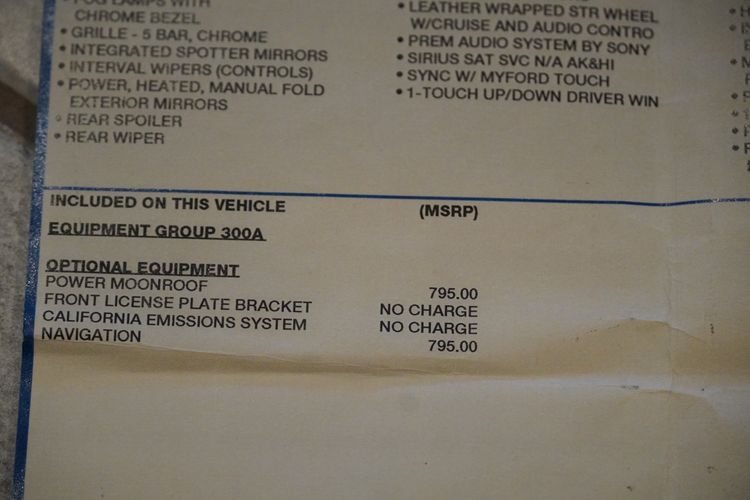 FOG LAMPS WITH
CHROME BEZEL
• GRILLE - 5 BAR, CHROME
• INTEGRATED SPOTTER MIRRORS
• INTERVAL WIPERS (CONTROLS)
• POWER, HEATED, MANUAL FOLD
EXTERIOR MIRRORS
• REAR SPOILER
• REAR WIPER
• LEATHER WRAPPED STR WHEEL
W/CRUISE AND AUDIO CONTRO
• PREM AUDIO SYSTEM BY SONY
• SIRIUS SAT SVC N/A AK&HI
• SYNC W/ MYFORD TOUCH
• 1-TOUCH UP/DOWN DRIVER WIN
INCLUDED ON THIS VEHICLE (MSRP)
EQUIPMENT GROUP 300A
OPTIONAL EQUIPMENT
POWER MOONROOF 795.00
FRONT LICENSE PLATE BRACKET NO CHARGE
CALIFORNIA EMISSIONS SYSTEM NO CHARGE
NAVIGATION 795.00